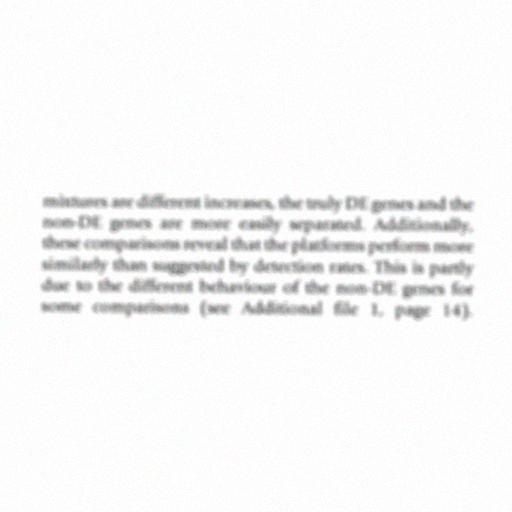 mixtures are different increases, the truly DE genes and the
non-DE genes are more easily separated. Additionally,
these comparisons reveal that the platforms perform more
similarly than suggested by detection rates. This is partly
due to the different behaviour of the non-DE genes for
some comparisons (see Additional file 1, page 14).